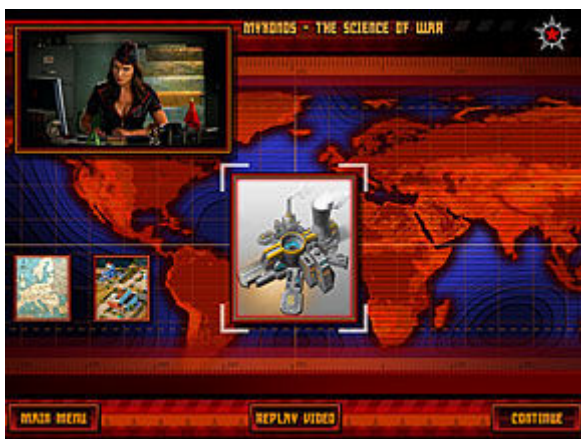 MYKONOS - THE SCIENCE OF WAR
MAIN MENU
REPLAY VIDEO
CONTINUE